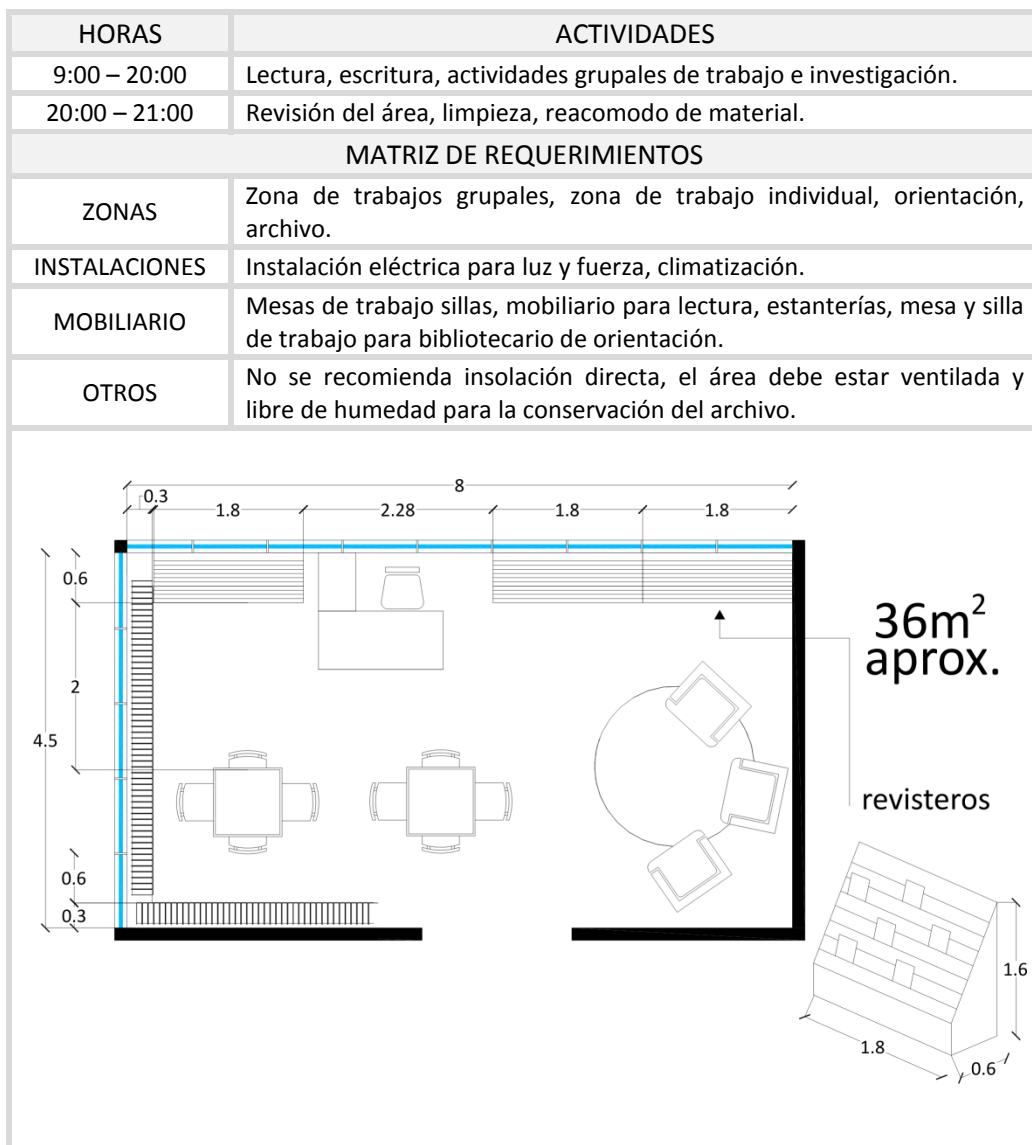 HORAS ACTIVIDADES
9:00 – 20:00 Lectura, escritura, actividades grupales de trabajo e investigación.
20:00 – 21:00 Revisión del área, limpieza, reacomodo de material.
MATRIZ DE REQUERIMIENTOS
ZONAS Zona de trabajos grupales, zona de trabajo individual, orientación,
archivo.
INSTALACIONES Instalación eléctrica para luz y fuerza, climatización.
MOBILIARIO Mesas de trabajo sillas, mobiliario para lectura, estanterías, mesa y silla
de trabajo para bibliotecario de orientación.
OTROS No se recomienda insolación directa, el área debe estar ventilada y
libre de humedad para la conservación del archivo.
8
0.3
1.8 2.28 1.8 1.8
0.6
36m²
aprox.
2
4.5
revisteros
0.6
0.3
1.6
1.8
0.6